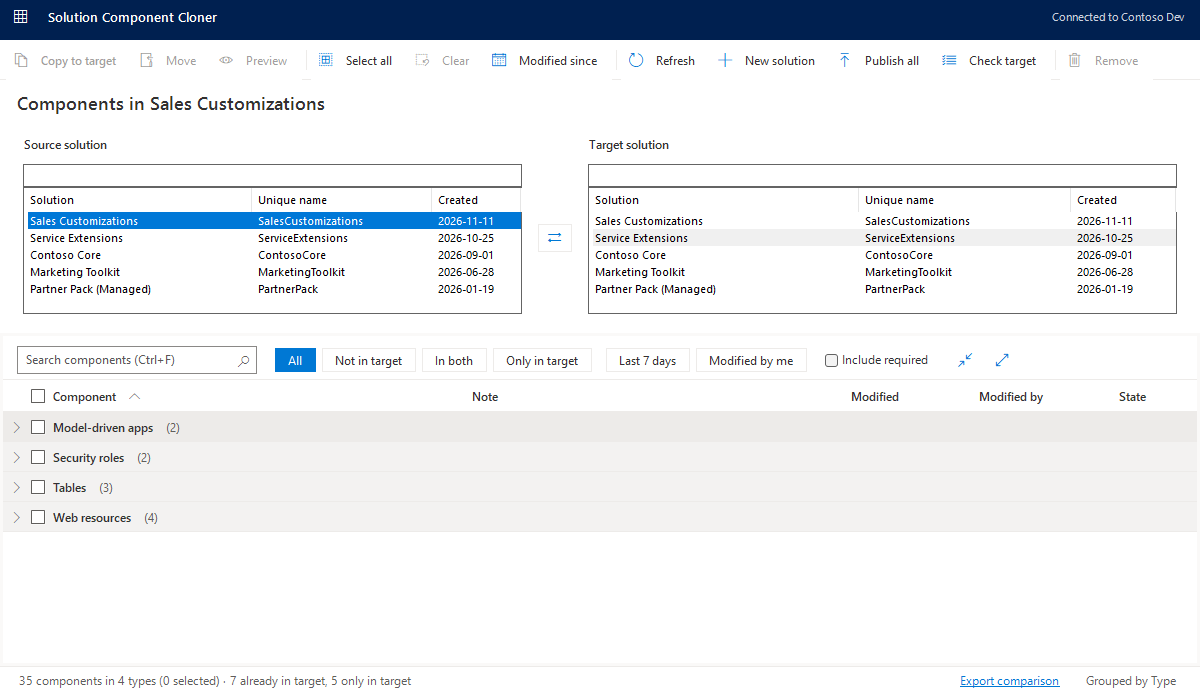 Solution Component Cloner Connected to Contoso Dev
Copy to target Move Preview Select all Clear Modified since Refresh New solution Publish all Check target Remove
Components in Sales Customizations
Source solution Target solution
Solution Unique name Created Solution Unique name Created
Sales Customizations SalesCustomizations 2026-11-11 Sales Customizations SalesCustomizations 2026-11-11
Service Extensions ServiceExtensions 2026-10-25 Service Extensions ServiceExtensions 2026-10-25
Contoso Core ContosoCore 2026-09-01 Contoso Core ContosoCore 2026-09-01
Marketing Toolkit MarketingToolkit 2026-06-28 Marketing Toolkit MarketingToolkit 2026-06-28
Partner Pack (Managed) PartnerPack 2026-01-19 Partner Pack (Managed) PartnerPack 2026-01-19
Search components (Ctrl+F) All Not in target In both Only in target Last 7 days Modified by me Include required
Component Note Modified Modified by State
Model-driven apps (2)
Security roles (2)
Tables (3)
Web resources (4)
35 components in 4 types (0 selected) · 7 already in target, 5 only in target Export comparison Grouped by Type